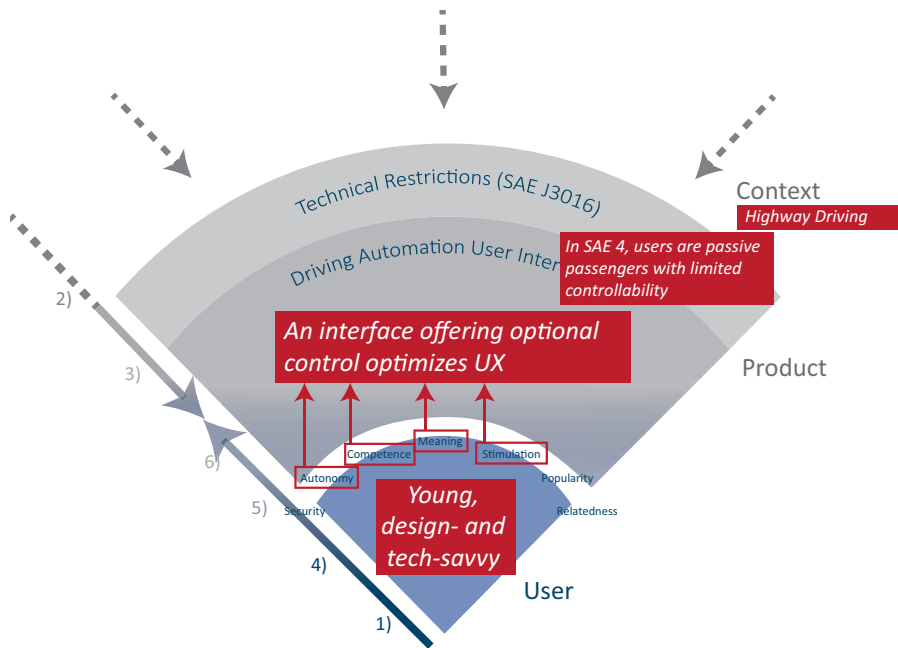 Technical Restrictions (SAE J3016)
Context
Highway Driving
Driving Automation User Inter
In SAE 4, users are passive
passengers with limited
controllability
2)
An interface offering optional
control optimizes UX
Product
3)
Meaning
Competence
Stimulation
6)
Autonomy
Popularity
5)
Security
Relatedness
Young,
design- and
tech-savvy
4)
User
1)